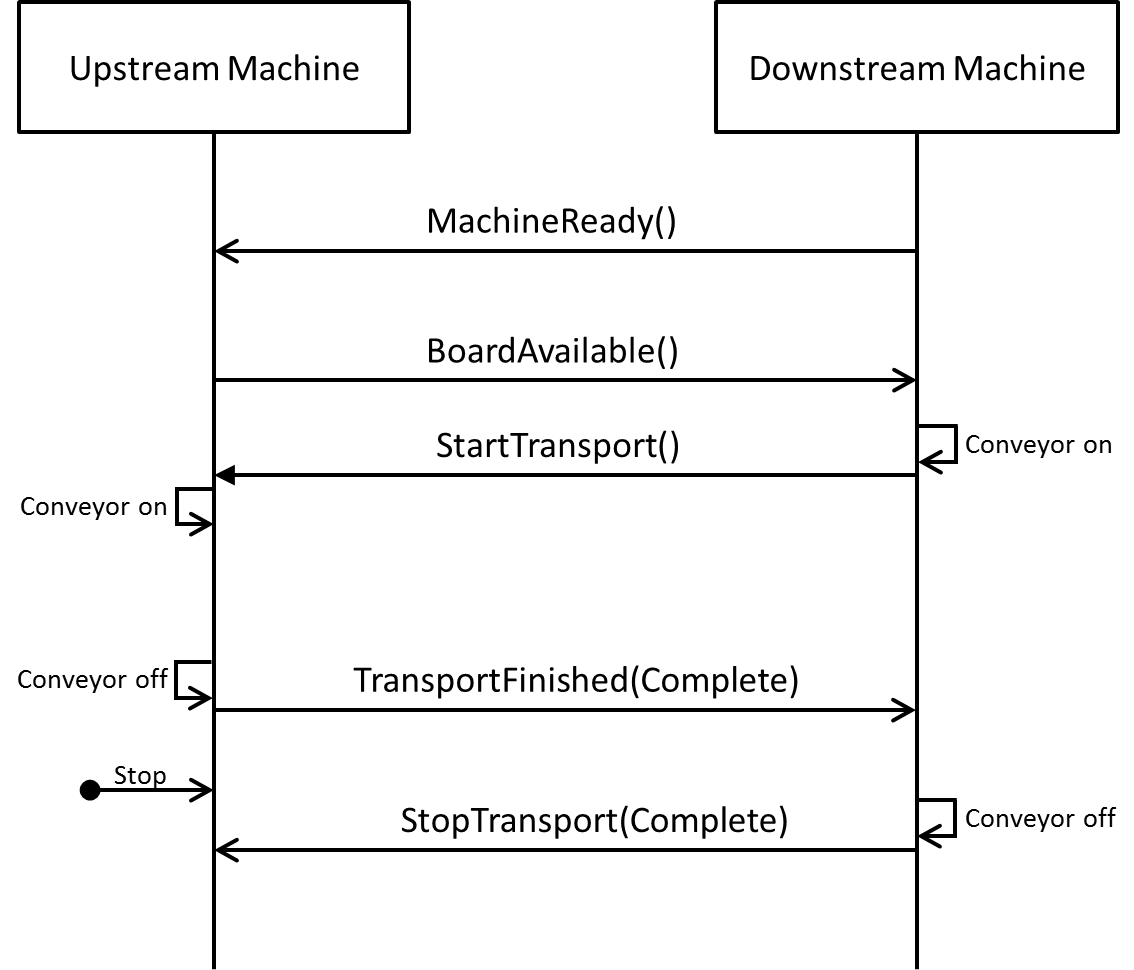 Upstream Machine
Downstream Machine
MachineReady()
BoardAvailable()
StartTransport()
Conveyor on
Conveyor on
Conveyor off
TransportFinished(Complete)
Stop
StopTransport(Complete)
Conveyor off